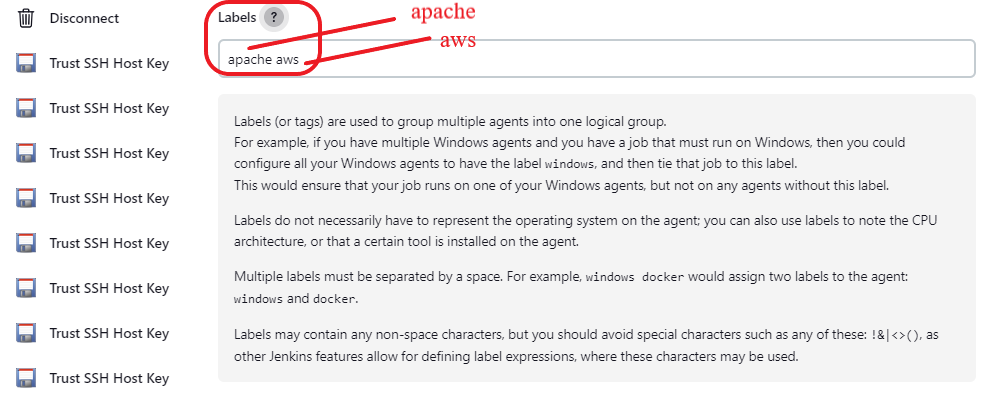 Disconnect
Trust SSH Host Key
Trust SSH Host Key
Trust SSH Host Key
Trust SSH Host Key
Trust SSH Host Key
Trust SSH Host Key
Trust SSH Host Key
Trust SSH Host Key
Labels ?
apache
aws
apache aws
Labels (or tags) are used to group multiple agents into one logical group.
For example, if you have multiple Windows agents and you have a job that must run on Windows, then you could
configure all your Windows agents to have the label windows, and then tie that job to this label.
This would ensure that your job runs on one of your Windows agents, but not on any agents without this label.
Labels do not necessarily have to represent the operating system on the agent; you can also use labels to note the CPU
architecture, or that a certain tool is installed on the agent.
Multiple labels must be separated by a space. For example, windows docker would assign two labels to the agent:
windows and docker.
Labels may contain any non-space characters, but you should avoid special characters such as any of these: !&|<>(), as
other Jenkins features allow for defining label expressions, where these characters may be used.